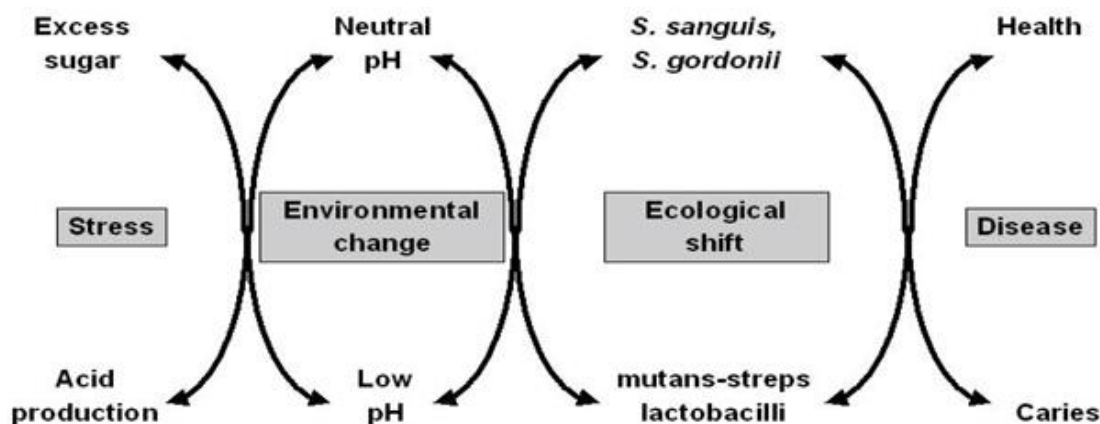 Excess
sugar
Neutral
pH
S. sanguis,
S. gordonii
Health
Stress
Environmental
change
Ecological
shift
Disease
Acid
production
Low
pH
mutans-streps
lactobacilli
Caries